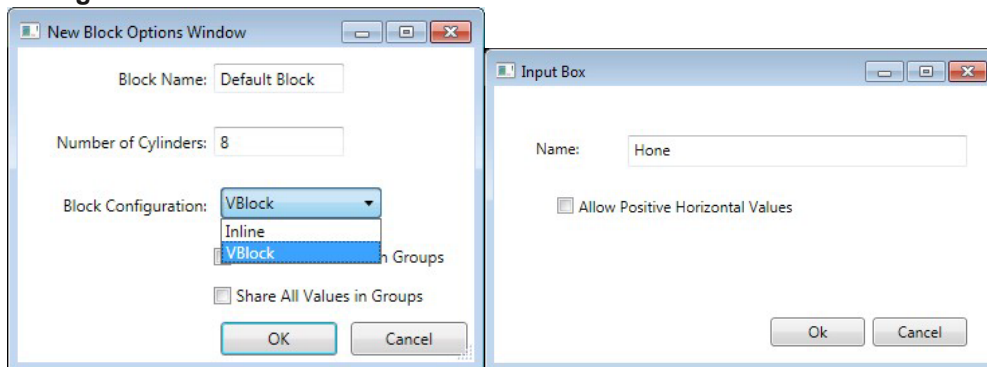 New Block Options Window
Block Name: Default Block
Number of Cylinders: 8
Block Configuration: VBlock
Inline
VBlock
n Groups
Share All Values in Groups
OK Cancel
Input Box
Name: Hone
Allow Positive Horizontal Values
Ok Cancel